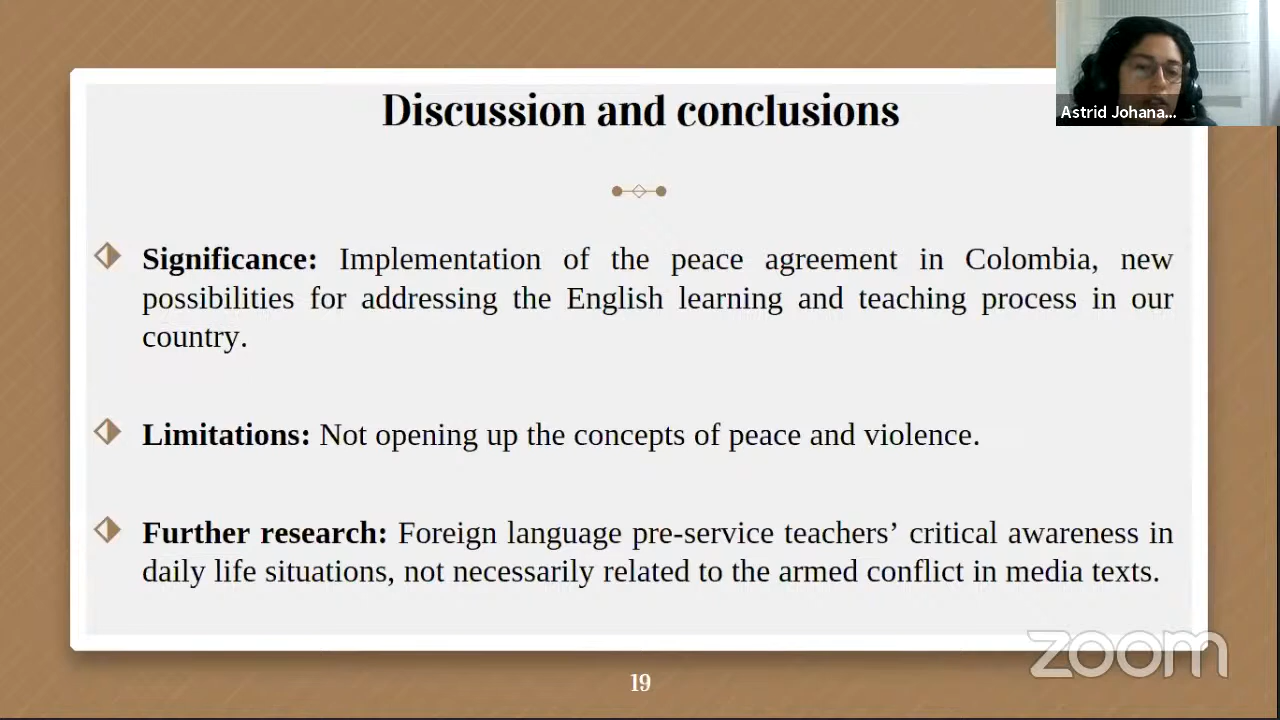 Discussion and conclusions
Astrid Johana...
Significance: Implementation of the peace agreement in Colombia, new
possibilities for addressing the English learning and teaching process in our
country.
Limitations: Not opening up the concepts of peace and violence.
Further research: Foreign language pre-service teachers’ critical awareness in
daily life situations, not necessarily related to the armed conflict in media texts.
zoom
19